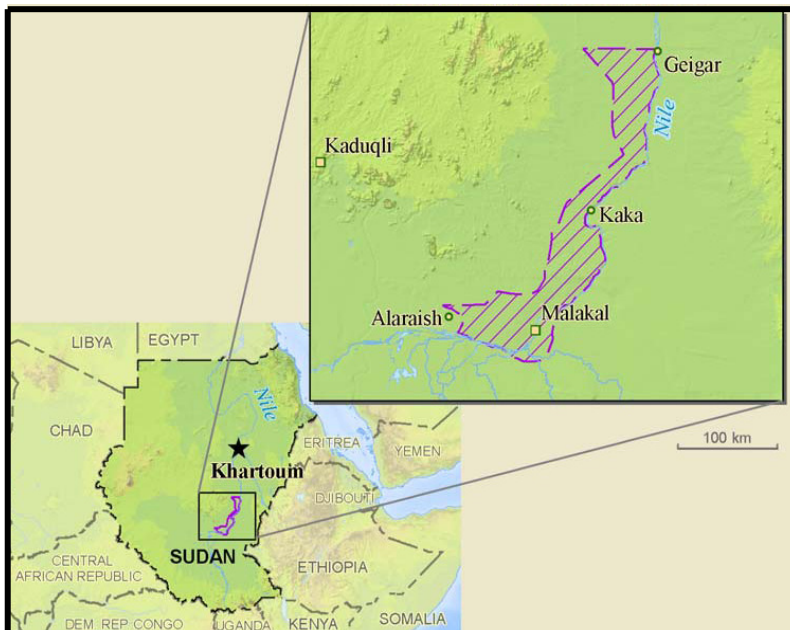 Geigar
Nile
Kaduqli
Kaka
Alaraish
Malakal
LIBYA
EGYPT
Nile
CHAD
ERITREA
YEMEN
100 km
Khartoum
DJIBOUTI
SUDAN
CENTRAL
AFRICAN REPUBLIC
ETHIOPIA
DEM. REP CONGO
UGANDA
KENYA
SOMALIA